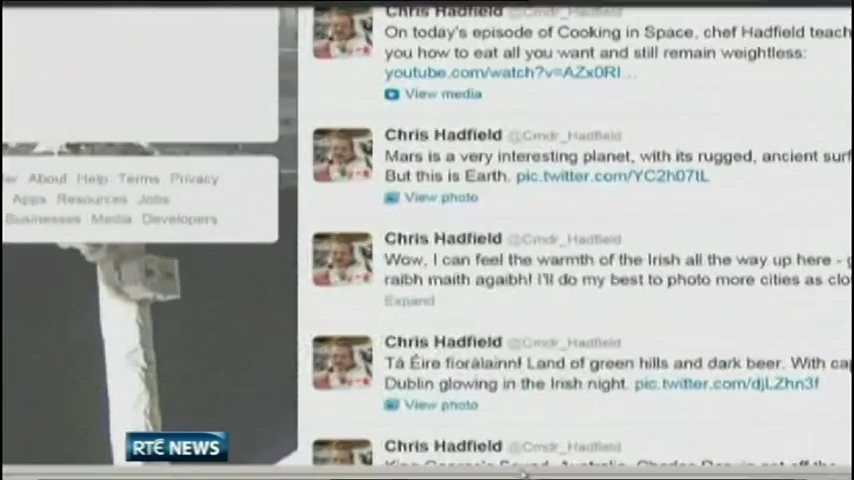 Chris Hadfield @Cmdr_Hadfield
On today's episode of Cooking in Space, chef Hadfield teach
you how to eat all you want and still remain weightless:
youtube.com/watch?v=AZx0RI...
View media
Chris Hadfield @Cmdr_Hadfield
Mars is a very interesting planet, with its rugged, ancient surf
But this is Earth. pic.twitter.com/YC2h07tL
View photo
About Help Terms Privacy
Apps Resources Jobs
Businesses Media Developers
Chris Hadfield @Cmdr_Hadfield
Wow, I can feel the warmth of the Irish all the way up here - g
raibh maith agaibh! I'll do my best to photo more cities as clo
Expand
Chris Hadfield @Cmdr_Hadfield
Tá Éire fíorálainn! Land of green hills and dark beer. With cap
Dublin glowing in the Irish night. pic.twitter.com/djLZhn3f
View photo
Chris Hadfield @Cmdr_Hadfield
RTÉ NEWS